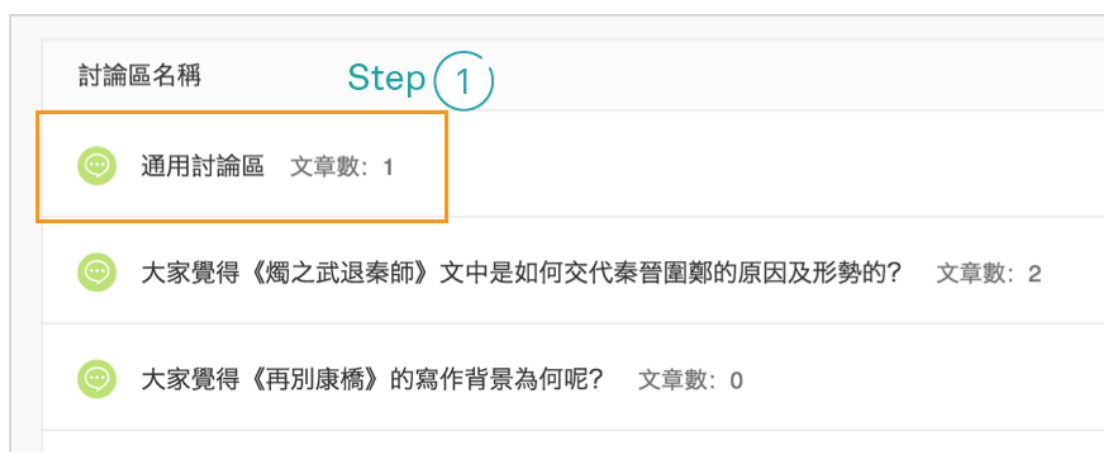 討論區名稱 Step 1
通用討論區 文章數: 1
大家覺得《燭之武退秦師》文中是如何交代秦晉圍鄭的原因及形勢的? 文章數: 2
大家覺得《再別康橋》的寫作背景為何呢? 文章數: 0